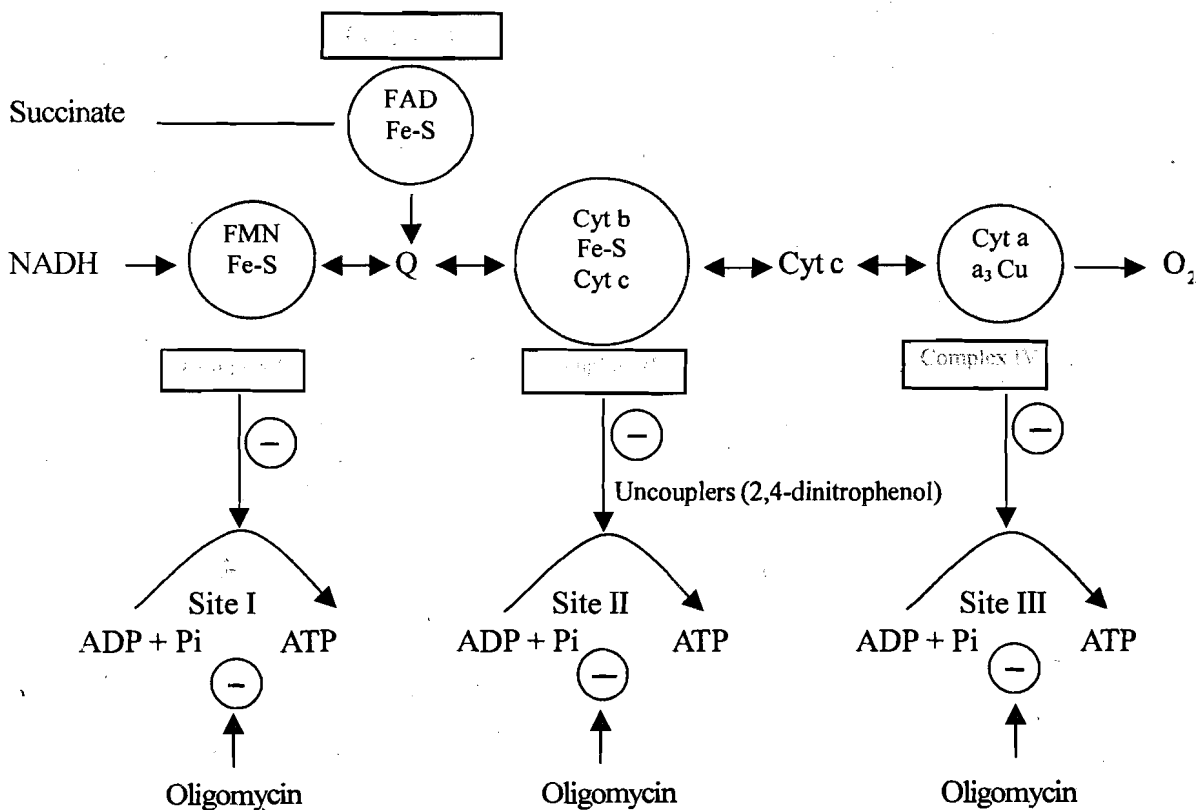 FAD
Succinate
Fe-S
Cyt b
FMN
Cyt a
Fe-S
NADH
Fe-S
Q
Cyt c
a₃ Cu
O₂
Cyt c
Complex IV
−
−
−
Uncouplers (2,4-dinitrophenol)
Site I
Site II
Site III
ADP + Pi
ATP
ADP + Pi
ATP
ADP + Pi
ATP
−
−
−
Oligomycin
Oligomycin
Oligomycin